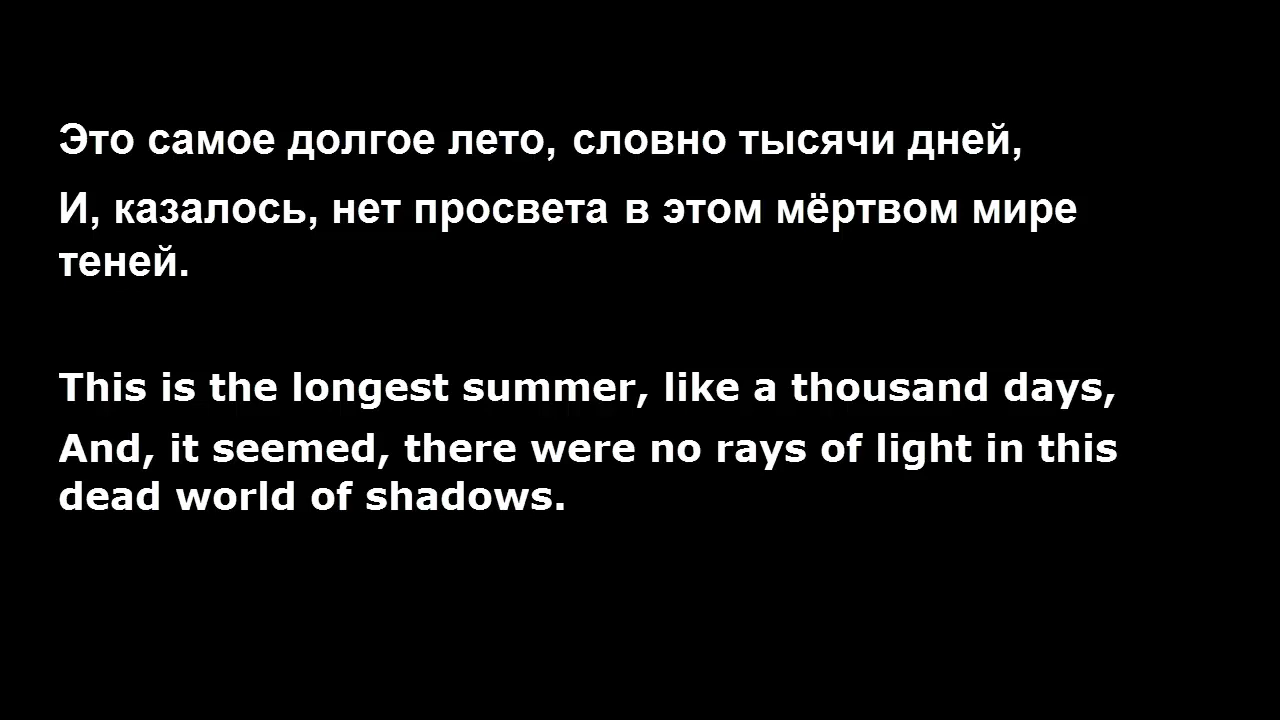 Это самое долгое лето, словно тысячи дней,
И, казалось, нет просвета в этом мёртвом мире
теней.
This is the longest summer, like a thousand days,
And, it seemed, there were no rays of light in this
dead world of shadows.